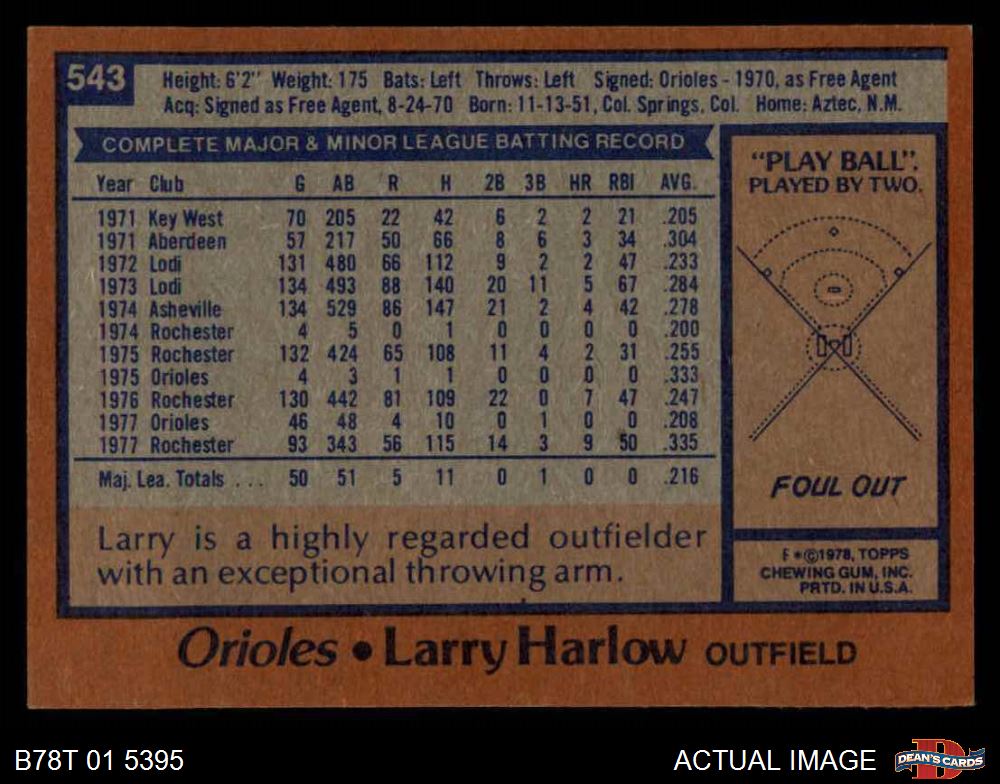 543
Height: 6'2" Weight: 175 Bats: Left Throws: Left Signed: Orioles - 1970, as Free Agent
Acq: Signed as Free Agent, 8-24-70 Born: 11-13-51, Col. Springs, Col. Home: Aztec, N.M.
COMPLETE MAJOR & MINOR LEAGUE BATTING RECORD
Year Club G AB R H 2B 3B HR RBI AVG.
1971 Key West 70 205 22 42 6 2 2 21 .205
1971 Aberdeen 57 217 50 66 8 6 3 34 .304
1972 Lodi 131 480 66 112 9 2 2 47 .233
1973 Lodi 134 493 88 140 20 11 5 67 .284
1974 Asheville 134 529 86 147 21 2 4 42 .278
1974 Rochester 4 5 0 1 0 0 0 0 .200
1975 Rochester 132 424 65 108 11 4 2 31 .255
1975 Orioles 4 3 1 1 0 0 0 0 .333
1976 Rochester 130 442 81 109 22 0 7 47 .247
1977 Orioles 46 48 4 10 0 1 0 0 .208
1977 Rochester 93 343 56 115 14 3 9 50 .335
Maj. Lea. Totals . . . 50 51 5 11 0 1 0 0 .216
Larry is a highly regarded outfielder
with an exceptional throwing arm.
"PLAY BALL".
PLAYED BY TWO.
FOUL OUT
F *©1978, TOPPS
CHEWING GUM, INC.
PRTD. IN U.S.A.
Orioles • Larry Harlow OUTFIELD
B78T 01 5395
ACTUAL IMAGE
D
DEAN'S CARDS